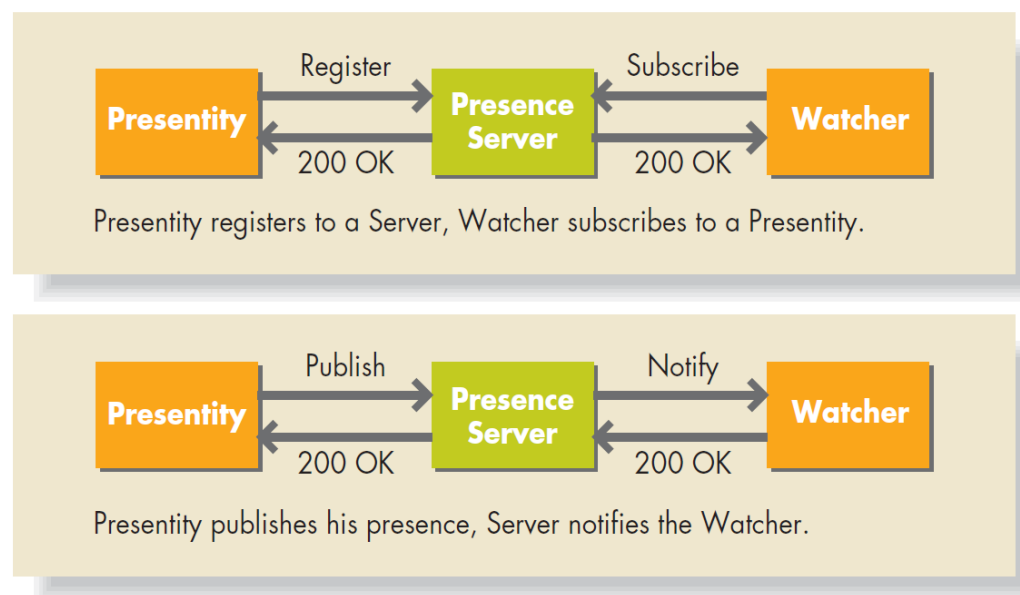 Register
Subscribe
Presentity
Presence
Server
Watcher
200 OK
200 OK
Presentity registers to a Server, Watcher subscribes to a Presentity.
Publish
Notify
Presentity
Presence
Server
Watcher
200 OK
200 OK
Presentity publishes his presence, Server notifies the Watcher.